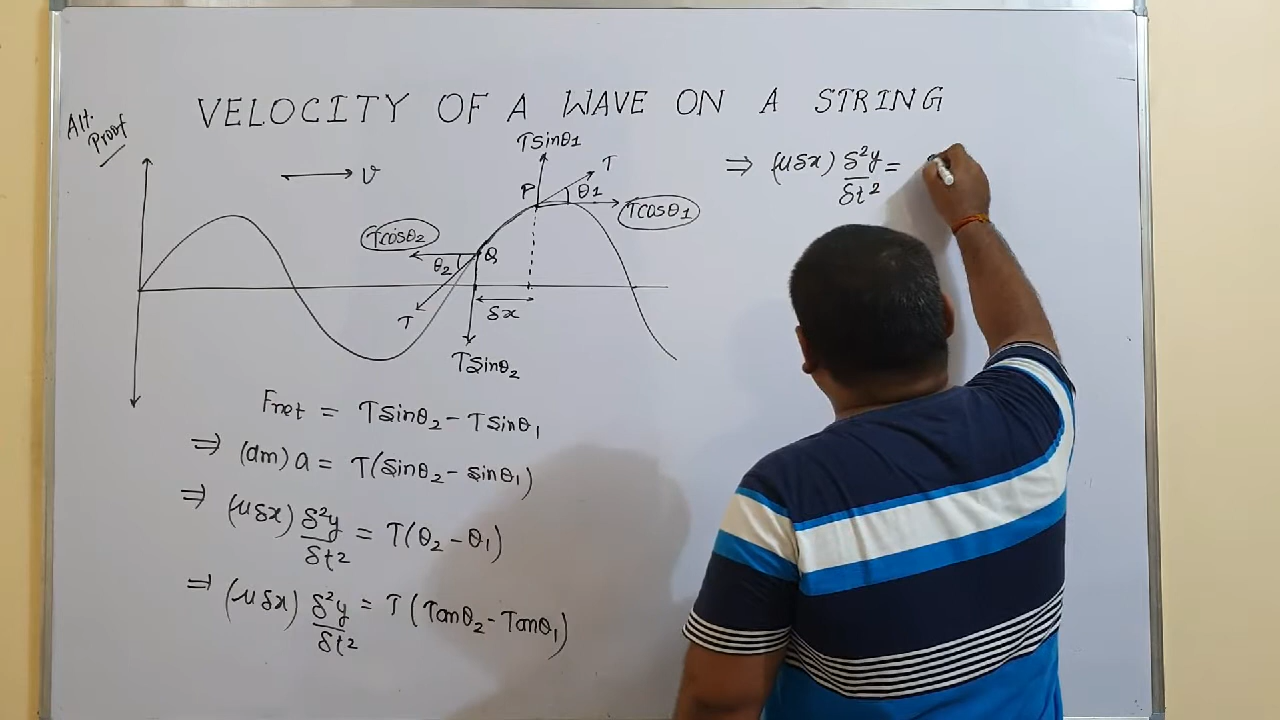 VELOCITY OF A WAVE ON A STRING
Alt.
Proof
v
Tsinθ1
T
P
θ1
Tcosθ1
Tcosθ2
Q
θ2
T
δx
Tsinθ2
Fnet = Tsinθ2 - Tsinθ1
⇒ (dm) a = T(sinθ2 - sinθ1)
⇒ (μδx) δ²y/δt² = T(θ2 - θ1)
⇒ (μδx) δ²y/δt² = T(Tanθ2 - Tanθ1)
⇒ (μδx) δ²y/δt² =